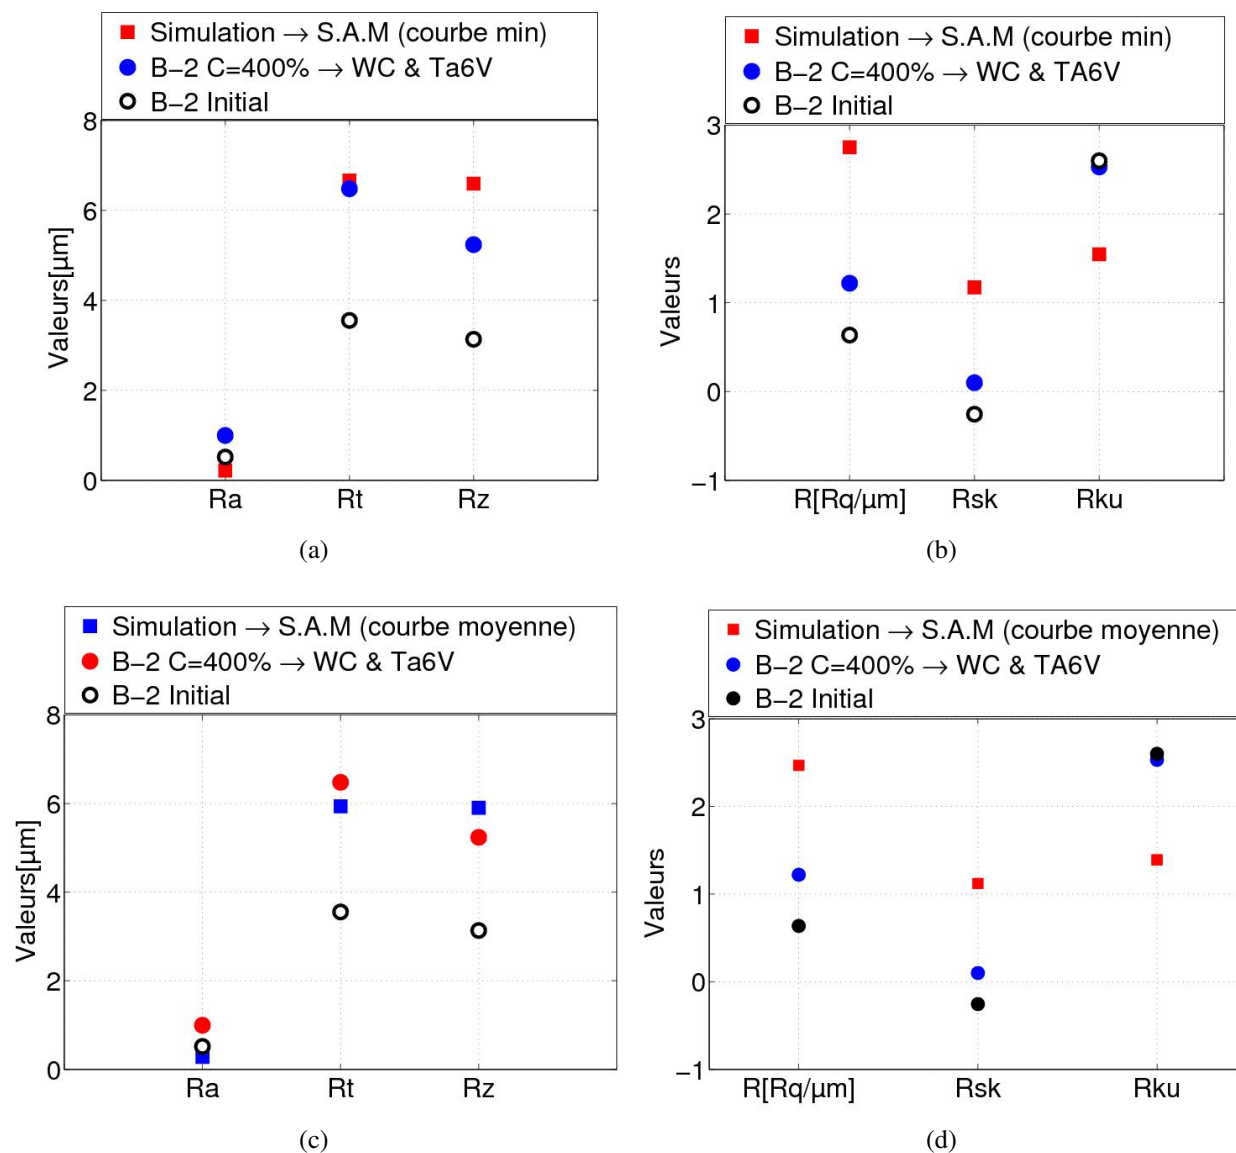 Simulation → S.A.M (courbe min)
B−2 C=400% → WC & Ta6V
B−2 Initial
8
6
4
2
0
Valeurs[µm]
Ra Rt Rz
(a)
Simulation → S.A.M (courbe min)
B−2 C=400% → WC & TA6V
B−2 Initial
3
2
1
0
−1
Valeurs
R[Rq/µm] Rsk Rku
(b)
Simulation → S.A.M (courbe moyenne)
B−2 C=400% → WC & Ta6V
B−2 Initial
8
6
4
2
0
Valeurs[µm]
Ra Rt Rz
(c)
Simulation → S.A.M (courbe moyenne)
B−2 C=400% → WC & TA6V
B−2 Initial
3
2
1
0
−1
Valeurs
R[Rq/µm] Rsk Rku
(d)